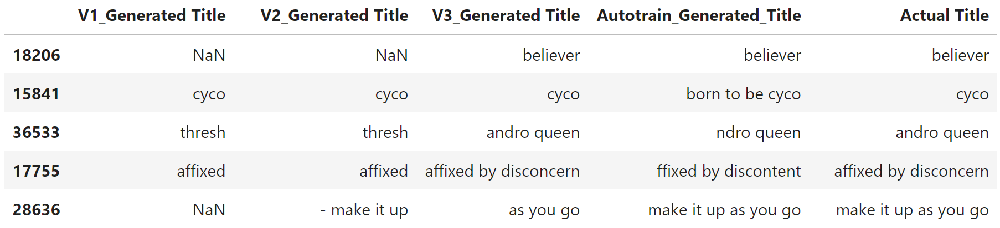 V1_Generated Title V2_Generated Title V3_Generated Title Autotrain_Generated_Title Actual Title
18206 NaN NaN believer believer believer
15841 cyco cyco cyco born to be cyco cyco
36533 thresh thresh andro queen ndro queen andro queen
17755 affixed affixed affixed by disconcern ffixed by discontent affixed by disconcern
28636 NaN - make it up as you go make it up as you go make it up as you go